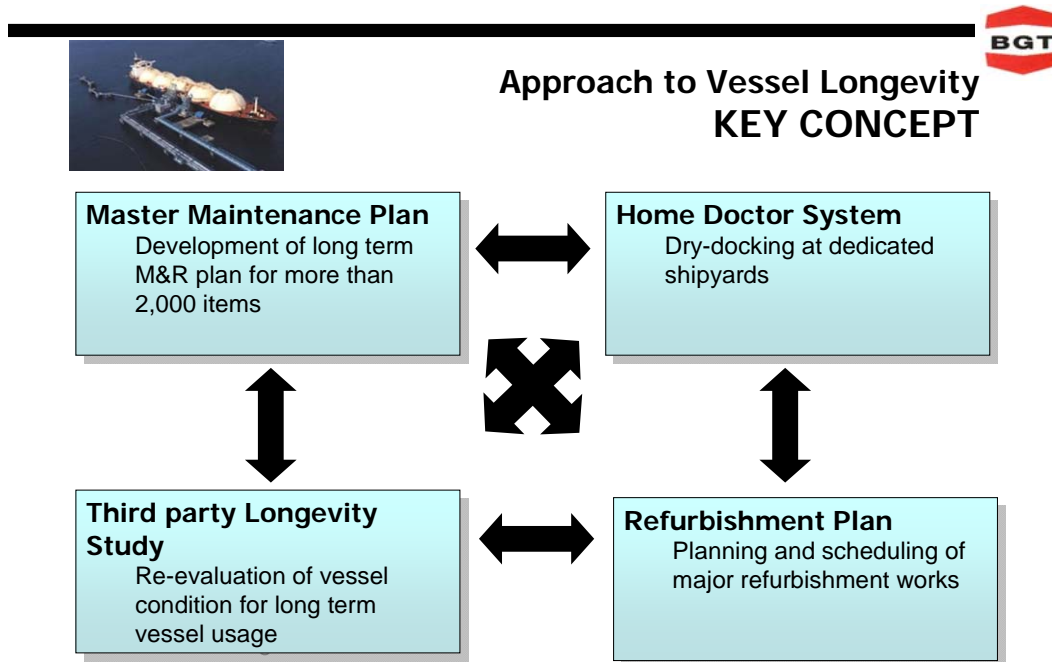 BGT
Approach to Vessel Longevity
KEY CONCEPT
Master Maintenance Plan
Development of long term
M&R plan for more than
2,000 items
Home Doctor System
Dry-docking at dedicated
shipyards
Third party Longevity
Study
Re-evaluation of vessel
condition for long term
vessel usage
Refurbishment Plan
Planning and scheduling of
major refurbishment works